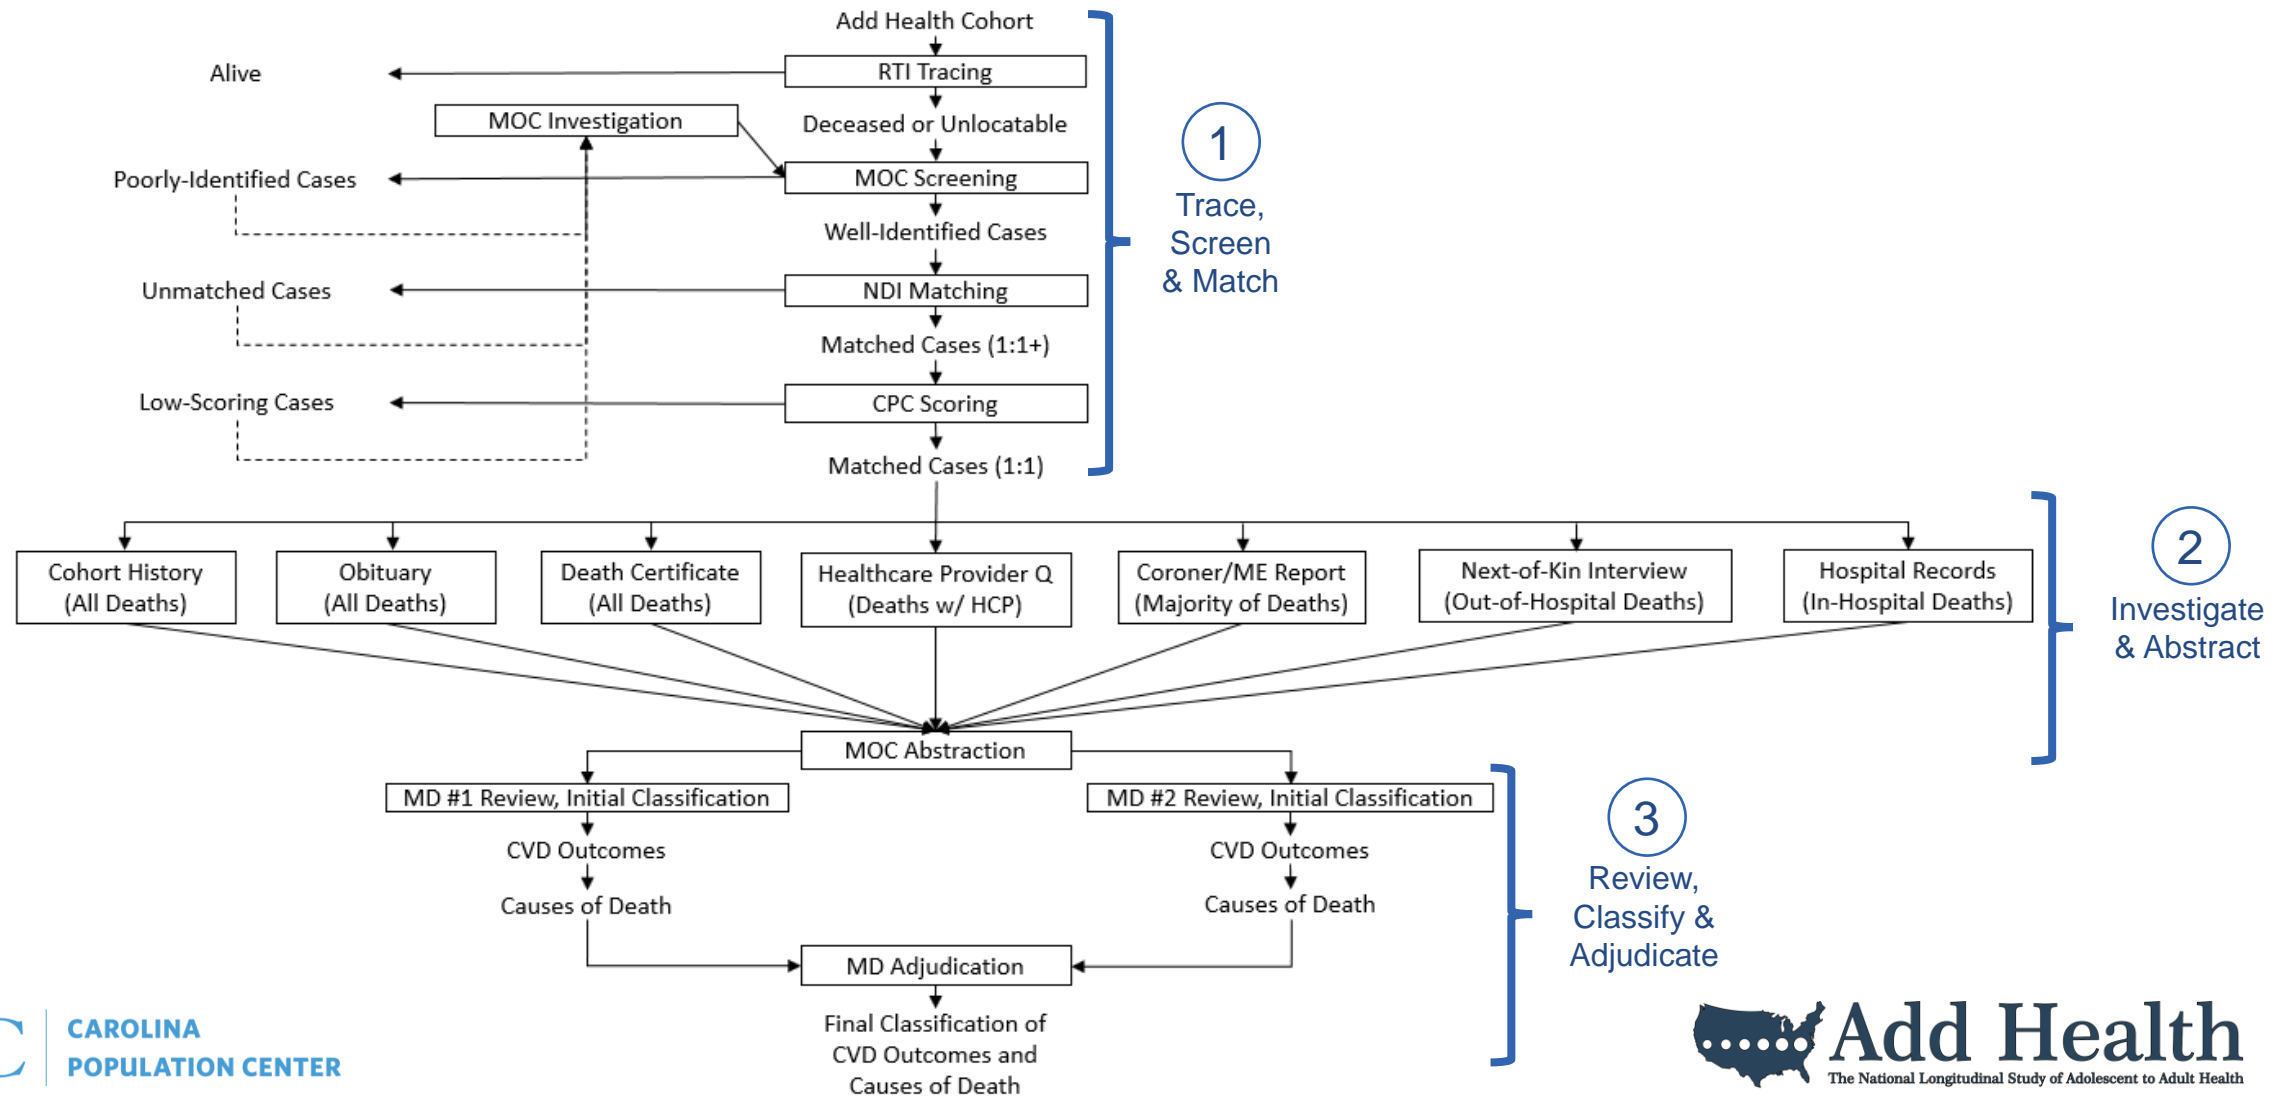 Add Health Cohort
Alive
RTI Tracing
MOC Investigation
Deceased or Unlocatable
Poorly-Identified Cases
MOC Screening
Well-Identified Cases
Unmatched Cases
NDI Matching
Matched Cases (1:1+)
Low-Scoring Cases
CPC Scoring
Matched Cases (1:1)
1
Trace,
Screen
& Match
Cohort History
(All Deaths)
Obituary
(All Deaths)
Death Certificate
(All Deaths)
Healthcare Provider Q
(Deaths w/ HCP)
Coroner/ME Report
(Majority of Deaths)
Next-of-Kin Interview
(Out-of-Hospital Deaths)
Hospital Records
(In-Hospital Deaths)
2
Investigate
& Abstract
MOC Abstraction
MD #1 Review, Initial Classification
MD #2 Review, Initial Classification
CVD Outcomes
CVD Outcomes
Causes of Death
Causes of Death
MD Adjudication
Final Classification of
CVD Outcomes and
Causes of Death
3
Review,
Classify &
Adjudicate
CAROLINA
POPULATION CENTER
Add Health
The National Longitudinal Study of Adolescent to Adult Health